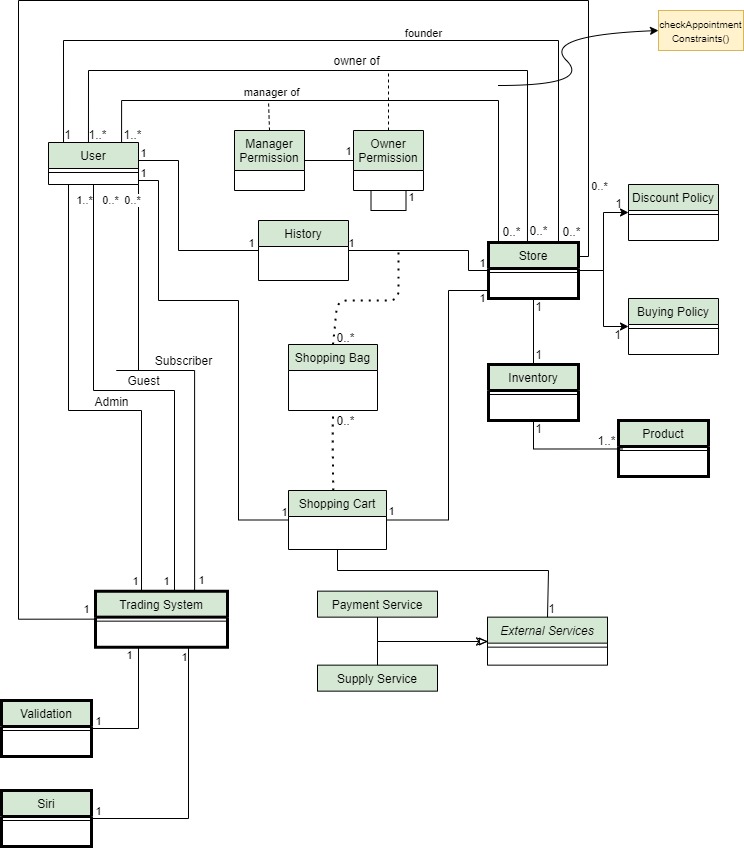 founder
checkAppointment
Constraints()
owner of
manager of
1
1..*
1..*
User
1
1
Manager
Permission
1
Owner
Permission
1
1..*
0..*
0..*
0..*
1
Discount Policy
History
1
1
0..*
0..*
0..*
Store
1
1
1
Buying Policy
1
0..*
Shopping Bag
1
Inventory
Subscriber
Guest
Admin
0..*
1
1..*
Product
Shopping Cart
1
1
1
1
1
1
Trading System
Payment Service
1
External Services
1
1
Supply Service
Validation
1
Siri
1